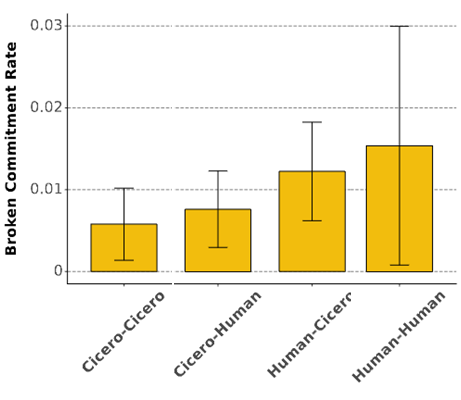 Broken Commitment Rate
0.03
0.02
0.01
0
Cicero-Cicero
Cicero-Human
Human-Cicero
Human-Human